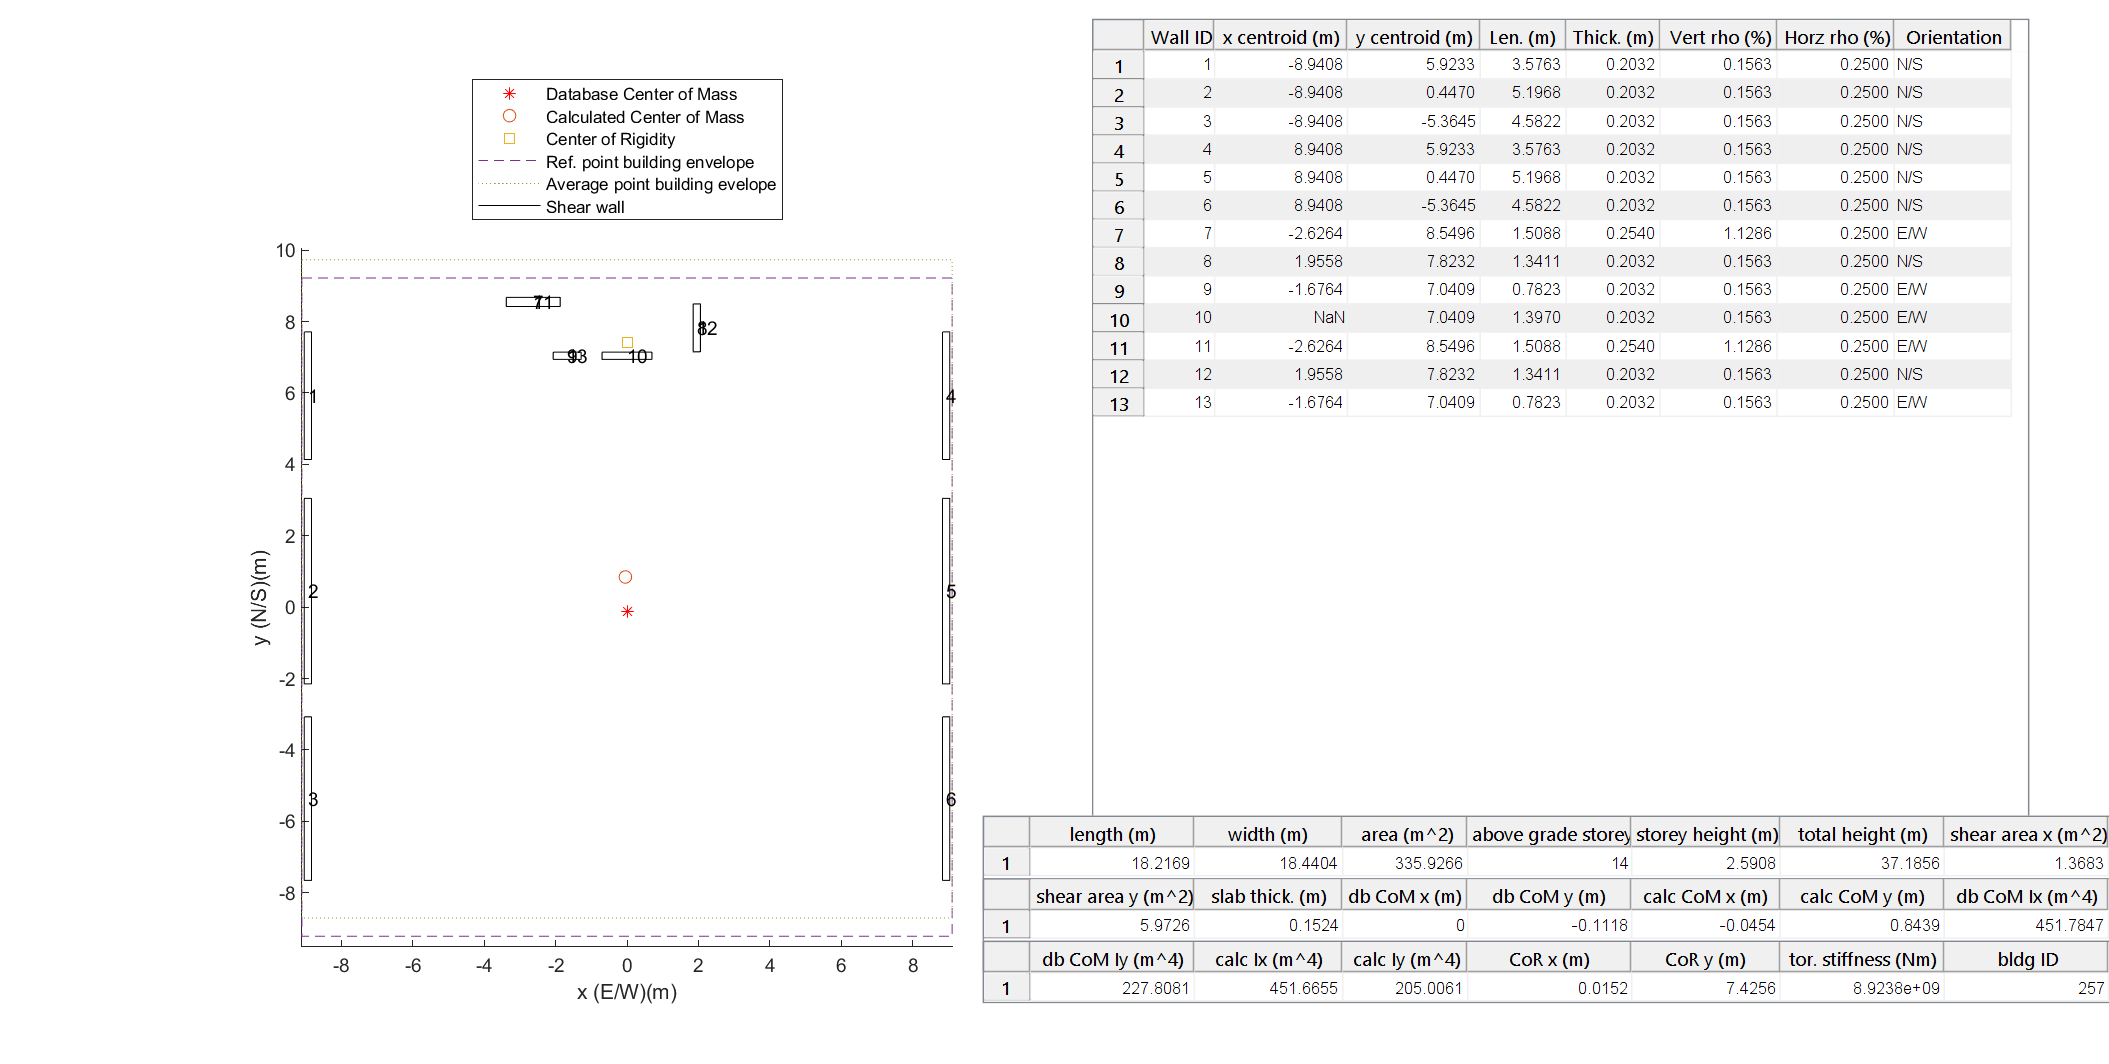 Database Center of Mass
Calculated Center of Mass
Center of Rigidity
Ref. point building envelope
Average point building evelope
Shear wall
10
8
6
4
2
0
-2
-4
-6
-8
y (N/S)(m)
-8 -6 -4 -2 0 2 4 6 8
x (E/W)(m)
1
2
3
4
5
6
10
Wall ID x centroid (m) y centroid (m) Len. (m) Thick. (m) Vert rho (%) Horz rho (%) Orientation
1 1 -8.9408 5.9233 3.5763 0.2032 0.1563 0.2500 N/S
2 2 -8.9408 0.4470 5.1968 0.2032 0.1563 0.2500 N/S
3 3 -8.9408 -5.3645 4.5822 0.2032 0.1563 0.2500 N/S
4 4 8.9408 5.9233 3.5763 0.2032 0.1563 0.2500 N/S
5 5 8.9408 0.4470 5.1968 0.2032 0.1563 0.2500 N/S
6 6 8.9408 -5.3645 4.5822 0.2032 0.1563 0.2500 N/S
7 7 -2.6264 8.5496 1.5088 0.2540 1.1286 0.2500 E/W
8 8 1.9558 7.8232 1.3411 0.2032 0.1563 0.2500 N/S
9 9 -1.6764 7.0409 0.7823 0.2032 0.1563 0.2500 E/W
10 10 NaN 7.0409 1.3970 0.2032 0.1563 0.2500 E/W
11 11 -2.6264 8.5496 1.5088 0.2540 1.1286 0.2500 E/W
12 12 1.9558 7.8232 1.3411 0.2032 0.1563 0.2500 N/S
13 13 -1.6764 7.0409 0.7823 0.2032 0.1563 0.2500 E/W
length (m) width (m) area (m^2) above grade storey storey height (m) total height (m) shear area x (m^2)
1 18.2169 18.4404 335.9266 14 2.5908 37.1856 1.3683
shear area y (m^2) slab thick. (m) db CoM x (m) db CoM y (m) calc CoM x (m) calc CoM y (m) db CoM Ix (m^4)
1 5.9726 0.1524 0 -0.1118 -0.0454 0.8439 451.7847
db CoM Iy (m^4) calc Ix (m^4) calc Iy (m^4) CoR x (m) CoR y (m) tor. stiffness (Nm) bldg ID
1 227.8081 451.6655 205.0061 0.0152 7.4256 8.9238e+09 257